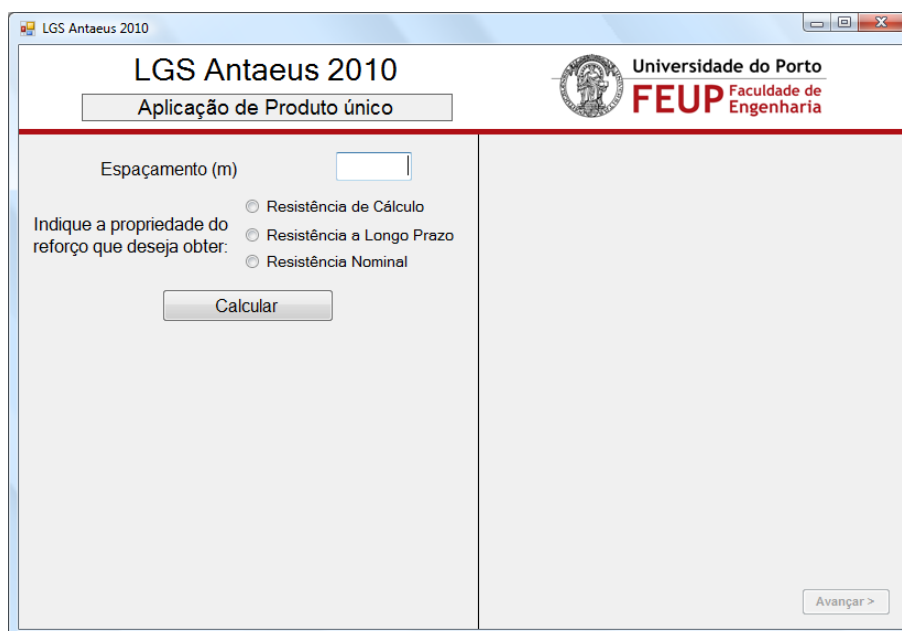 LGS Antaeus 2010
LGS Antaeus 2010
Aplicação de Produto único
Universidade do Porto
FEUP Faculdade de
Engenharia
Espaçamento (m)
Indique a propriedade do
reforço que deseja obter:
Resistência de Cálculo
Resistência a Longo Prazo
Resistência Nominal
Calcular
Avançar >